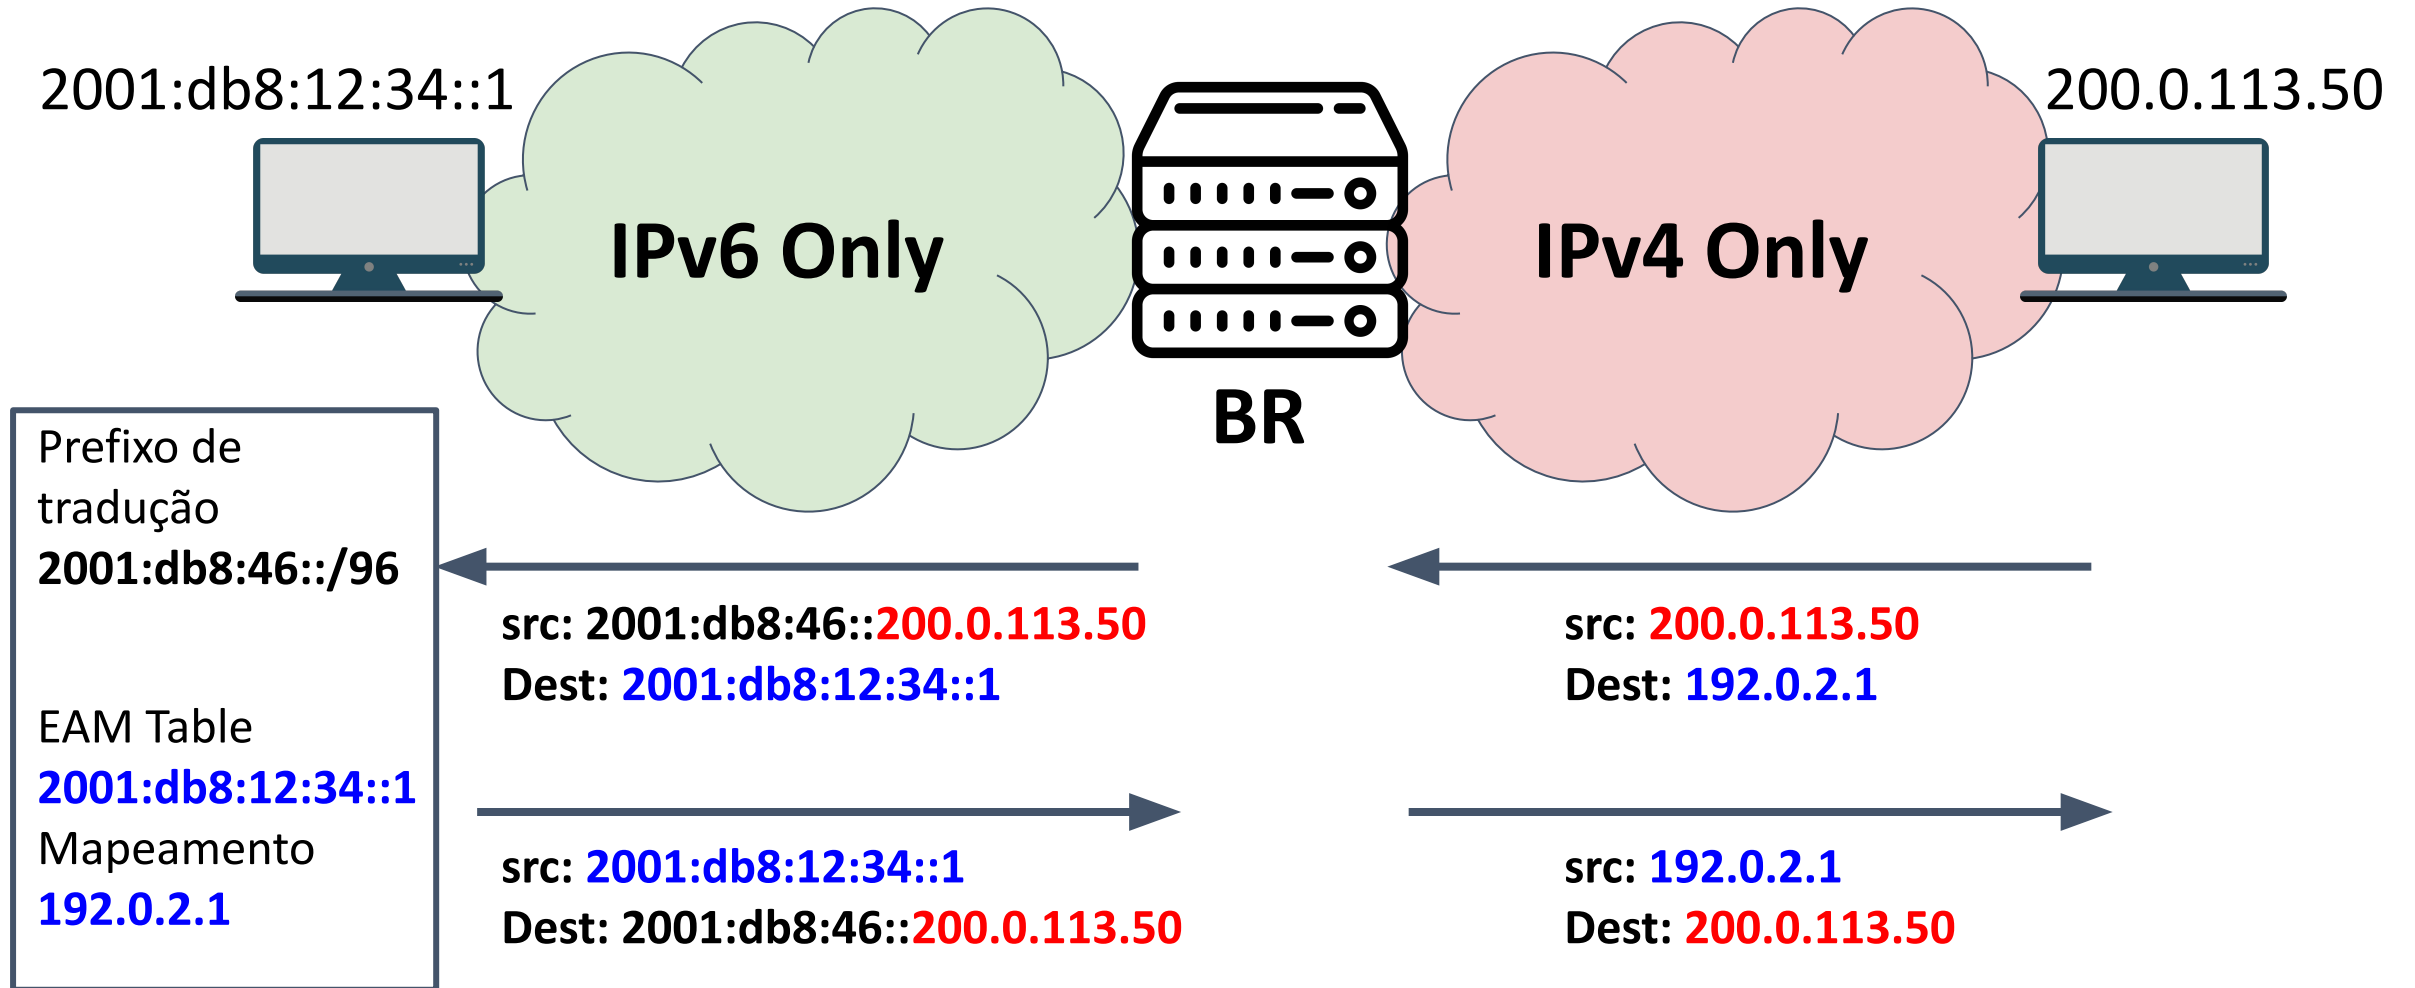 2001:db8:12:34::1
200.0.113.50
IPv6 Only
IPv4 Only
BR
Prefixo de
tradução
2001:db8:46::/96
EAM Table
2001:db8:12:34::1
Mapeamento
192.0.2.1
src: 2001:db8:46::200.0.113.50
Dest: 2001:db8:12:34::1
src: 200.0.113.50
Dest: 192.0.2.1
src: 2001:db8:12:34::1
Dest: 2001:db8:46::200.0.113.50
src: 192.0.2.1
Dest: 200.0.113.50